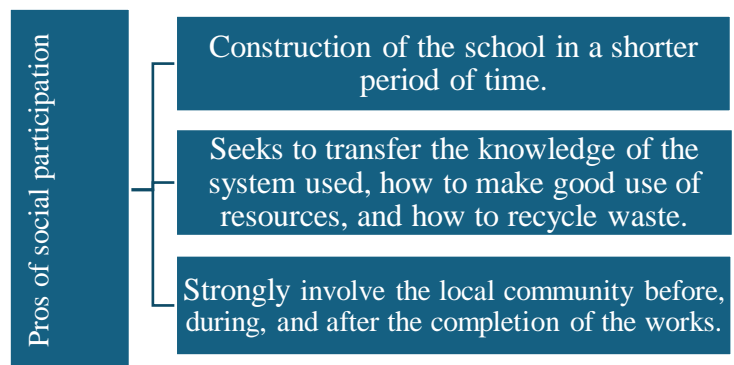 Pros of social participation
Construction of the school in a shorter
period of time.
Seeks to transfer the knowledge of the
system used, how to make good use of
resources, and how to recycle waste.
Strongly involve the local community before,
during, and after the completion of the works.